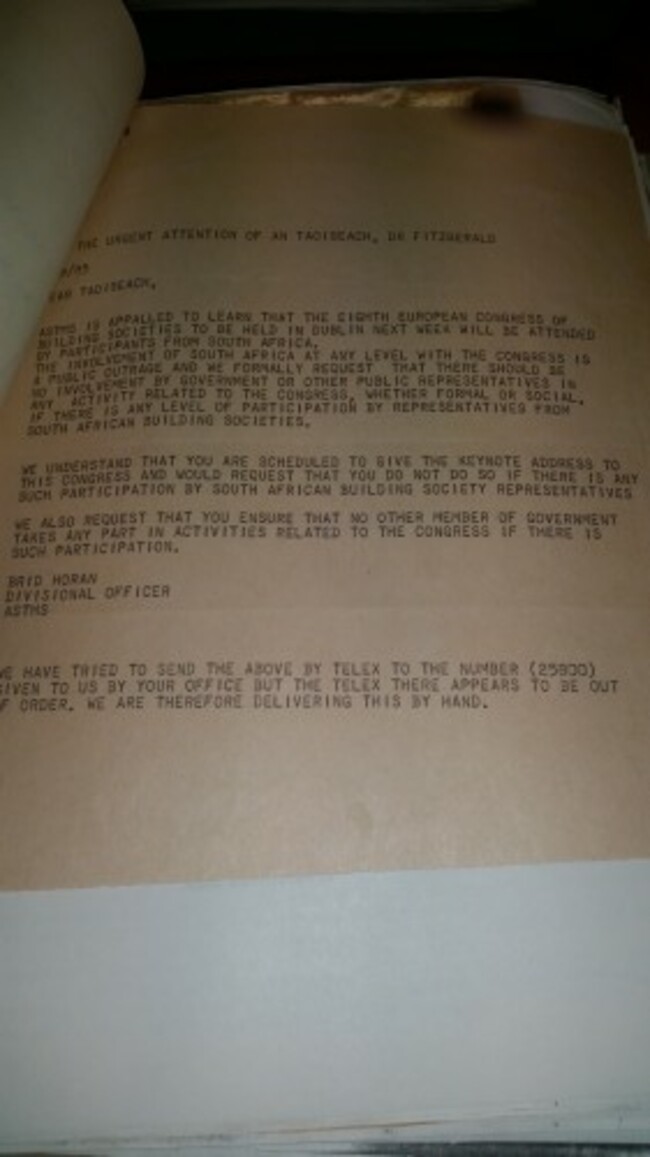 THE URGENT ATTENTION OF AN TAOISEACH, DR FITZGERALD
/85
EAR TAOISEACH,
ASTMS IS APPALLED TO LEARN THAT THE EIGHTH EUROPEAN CONGRESS OF
BUILDING SOCIETIES TO BE HELD IN DUBLIN NEXT WEEK WILL BE ATTENDED
BY PARTICIPANTS FROM SOUTH AFRICA.
THE INVOLVEMENT OF SOUTH AFRICA AT ANY LEVEL WITH THE CONGRESS IS
A PUBLIC OUTRAGE AND WE FORMALLY REQUEST THAT THERE SHOULD BE
NO INVOLVEMENT BY GOVERNMENT OR OTHER PUBLIC REPRESENTATIVES IN
ANY ACTIVITY RELATED TO THE CONGRESS, WHETHER FORMAL OR SOCIAL,
IF THERE IS ANY LEVEL OF PARTICIPATION BY REPRESENTATIVES FROM
SOUTH AFRICAN BUILDING SOCIETIES.
WE UNDERSTAND THAT YOU ARE SCHEDULED TO GIVE THE KEYNOTE ADDRESS TO
THIS CONGRESS AND WOULD REQUEST THAT YOU DO NOT DO SO IF THERE IS ANY
SUCH PARTICIPATION BY SOUTH AFRICAN BUILDING SOCIETY REPRESENTATIVES
WE ALSO REQUEST THAT YOU ENSURE THAT NO OTHER MEMBER OF GOVERNMENT
TAKES ANY PART IN ACTIVITIES RELATED TO THE CONGRESS IF THERE IS
SUCH PARTICIPATION.
BRID HORAN
DIVISIONAL OFFICER
ASTMS
WE HAVE TRIED TO SEND THE ABOVE BY TELEX TO THE NUMBER (25800)
GIVEN TO US BY YOUR OFFICE BUT THE TELEX THERE APPEARS TO BE OUT
F ORDER. WE ARE THEREFORE DELIVERING THIS BY HAND.